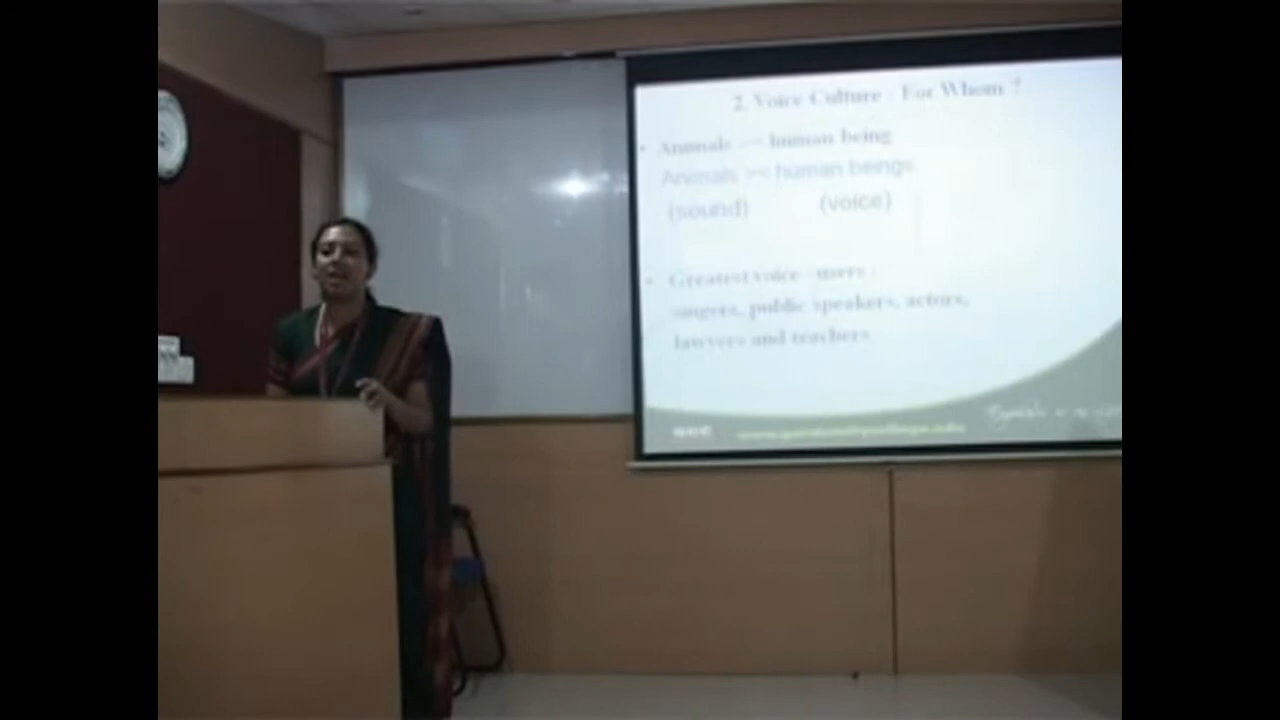 2. Voice Culture : For Whom ?
• Animals -- human being
Animals -- human beings
(sound) (voice)
• Greatest voice - users :
singers, public speakers, actors,
lawyers and teachers